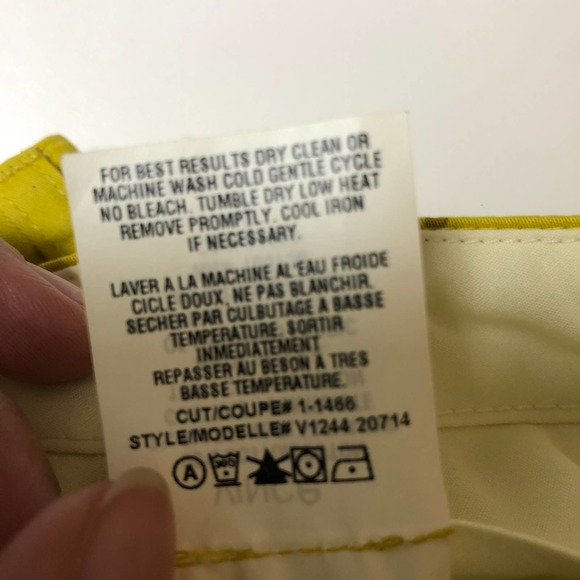 FOR BEST RESULTS DRY CLEAN OR
MACHINE WASH COLD GENTLE CYCLE
NO BLEACH. TUMBLE DRY LOW HEAT
REMOVE PROMPTLY. COOL IRON
IF NECESSARY.
LAVER A LA MACHINE AL'EAU FROIDE
CICLE DOUX, NE PAS BLANCHIR.
SECHER PAR CULBUTAGE A BASSE
TEMPERATURE. SORTIR
INMEDIATEMENT
REPASSER AU BESON A TRES
BASSE TEMPERATURE.
CUT/COUPE# 1-1466
STYLE/MODELLE# V1244 20714
A
VINCE